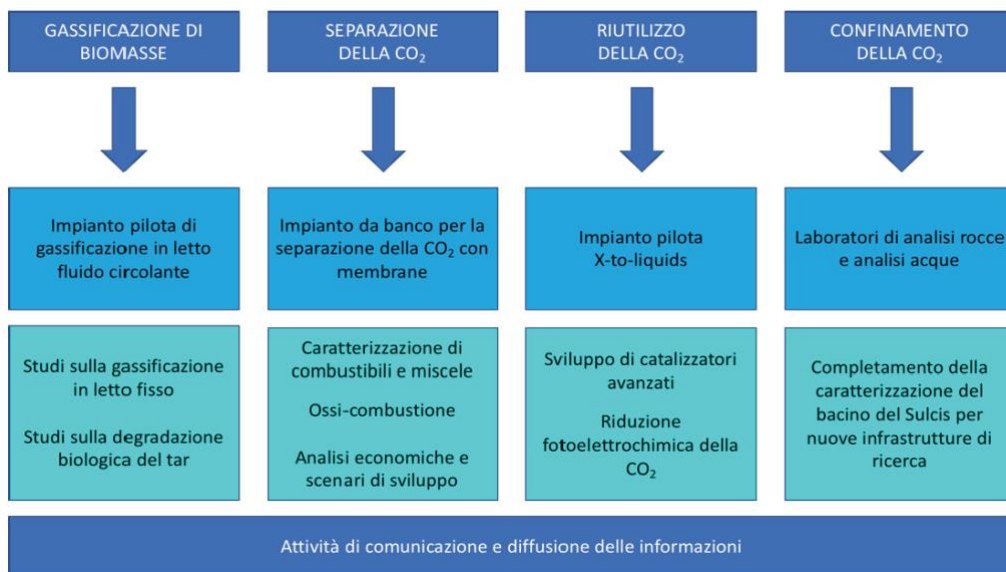 GASSIFICAZIONE DI
BIOMASSE
SEPARAZIONE
DELLA CO₂
RIUTILIZZO
DELLA CO₂
CONFINAMENTO
DELLA CO₂
Impianto pilota di
gassificazione in letto
fluido circolante
Impianto da banco per la
separazione della CO₂ con
membrane
Impianto pilota
X-to-liquids
Laboratori di analisi rocce
e analisi acque
Studi sulla gassificazione
in letto fisso
Studi sulla degradazione
biologica del tar
Caratterizzazione di
combustibili e miscele
Ossi-combustione
Analisi economiche e
scenari di sviluppo
Sviluppo di catalizzatori
avanzati
Riduzione
fotoelettrochimica della
CO₂
Completamento della
caratterizzazione del
bacino del Sulcis per
nuove infrastrutture di
ricerca
Attività di comunicazione e diffusione delle informazioni